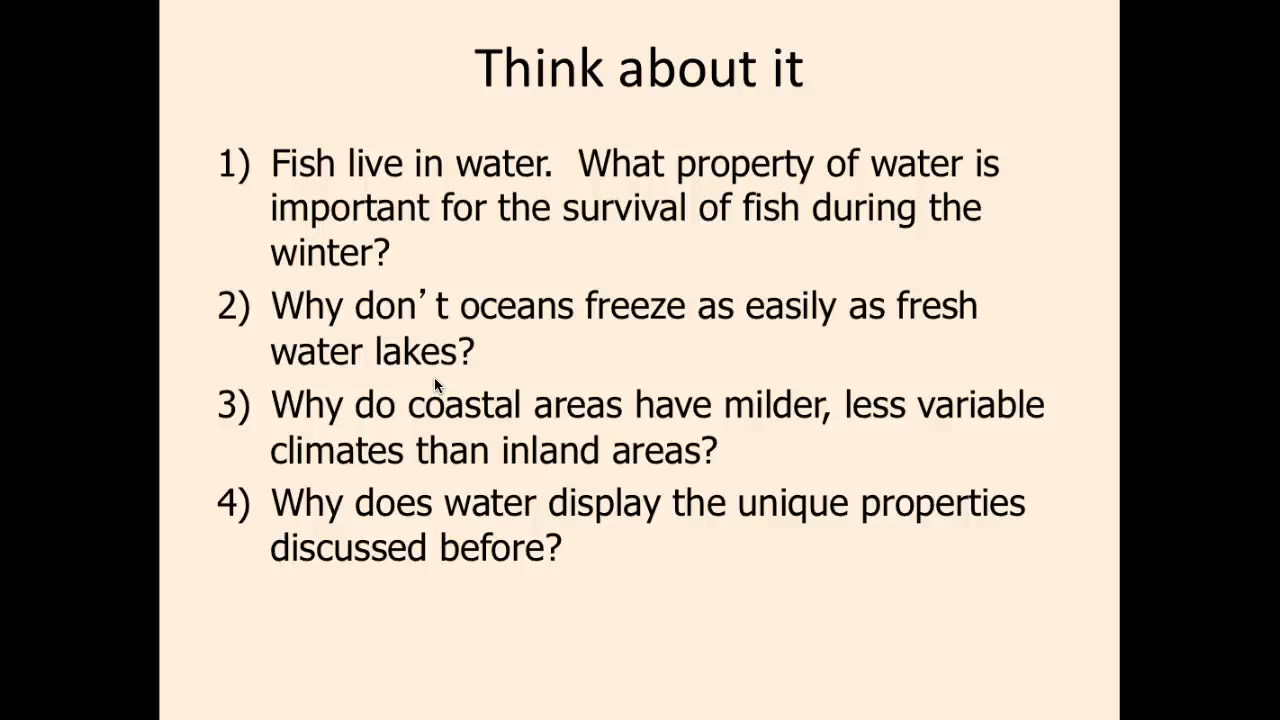 Think about it
1) Fish live in water.  What property of water is
important for the survival of fish during the
winter?
2) Why don’t oceans freeze as easily as fresh
water lakes?
3) Why do coastal areas have milder, less variable
climates than inland areas?
4) Why does water display the unique properties
discussed before?